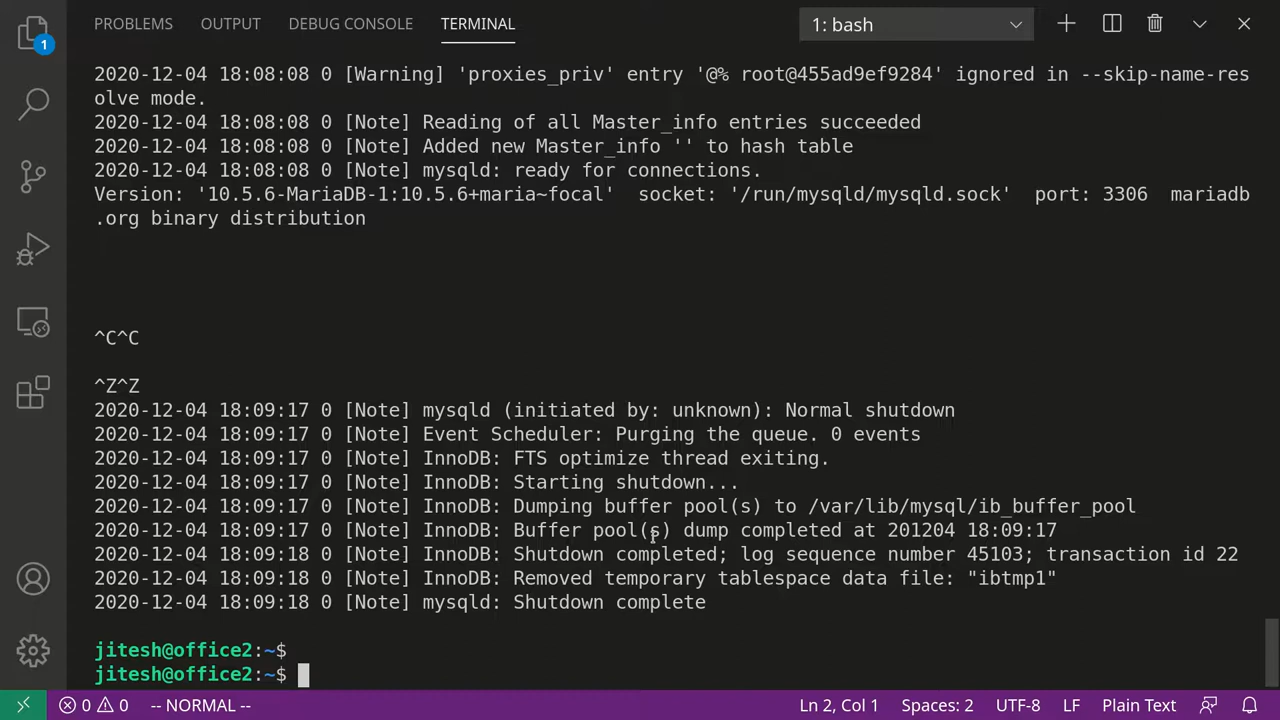 PROBLEMS OUTPUT DEBUG CONSOLE TERMINAL 1: bash
1
2020-12-04 18:08:08 0 [Warning] 'proxies_priv' entry '@% root@455ad9ef9284' ignored in --skip-name-res
olve mode.
2020-12-04 18:08:08 0 [Note] Reading of all Master_info entries succeeded
2020-12-04 18:08:08 0 [Note] Added new Master_info '' to hash table
2020-12-04 18:08:08 0 [Note] mysqld: ready for connections.
Version: '10.5.6-MariaDB-1:10.5.6+maria~focal'  socket: '/run/mysqld/mysqld.sock'  port: 3306  mariadb
.org binary distribution
^C^C
^Z^Z
2020-12-04 18:09:17 0 [Note] mysqld (initiated by: unknown): Normal shutdown
2020-12-04 18:09:17 0 [Note] Event Scheduler: Purging the queue. 0 events
2020-12-04 18:09:17 0 [Note] InnoDB: FTS optimize thread exiting.
2020-12-04 18:09:17 0 [Note] InnoDB: Starting shutdown...
2020-12-04 18:09:17 0 [Note] InnoDB: Dumping buffer pool(s) to /var/lib/mysql/ib_buffer_pool
2020-12-04 18:09:17 0 [Note] InnoDB: Buffer pool(s) dump completed at 201204 18:09:17
2020-12-04 18:09:18 0 [Note] InnoDB: Shutdown completed; log sequence number 45103; transaction id 22
2020-12-04 18:09:18 0 [Note] InnoDB: Removed temporary tablespace data file: "ibtmp1"
2020-12-04 18:09:18 0 [Note] mysqld: Shutdown complete
jitesh@office2:~$
jitesh@office2:~$
0 0 -- NORMAL -- Ln 2, Col 1 Spaces: 2 UTF-8 LF Plain Text